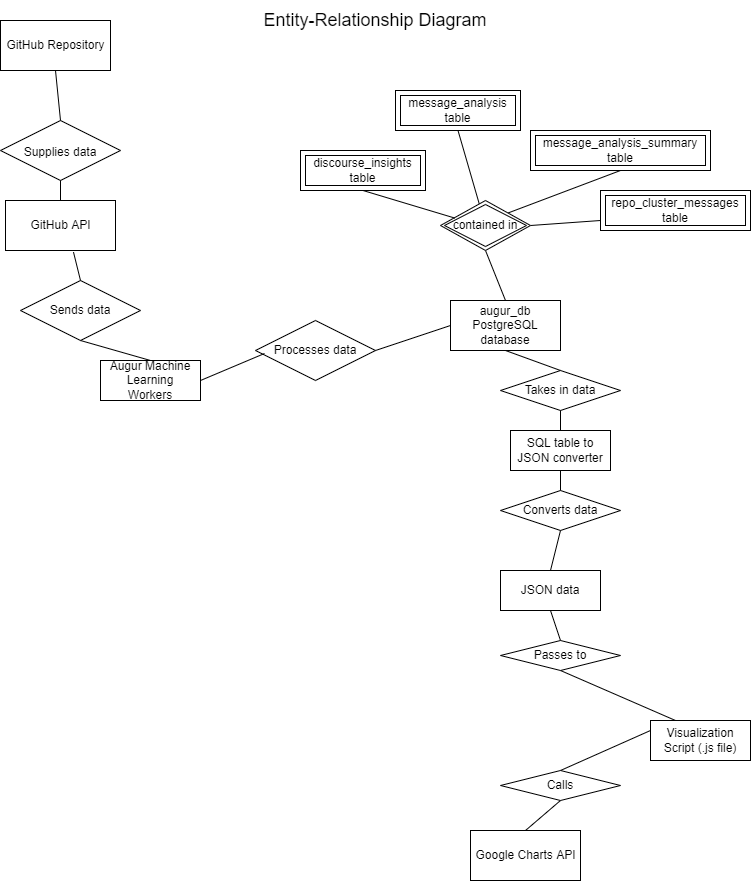 Entity-Relationship Diagram
GitHub Repository
Supplies data
GitHub API
Sends data
Augur Machine
Learning
Workers
Processes data
message_analysis
table
discourse_insights
table
message_analysis_summary
table
repo_cluster_messages
table
contained in
augur_db
PostgreSQL
database
Takes in data
SQL table to
JSON converter
Converts data
JSON data
Passes to
Visualization
Script (.js file)
Calls
Google Charts API